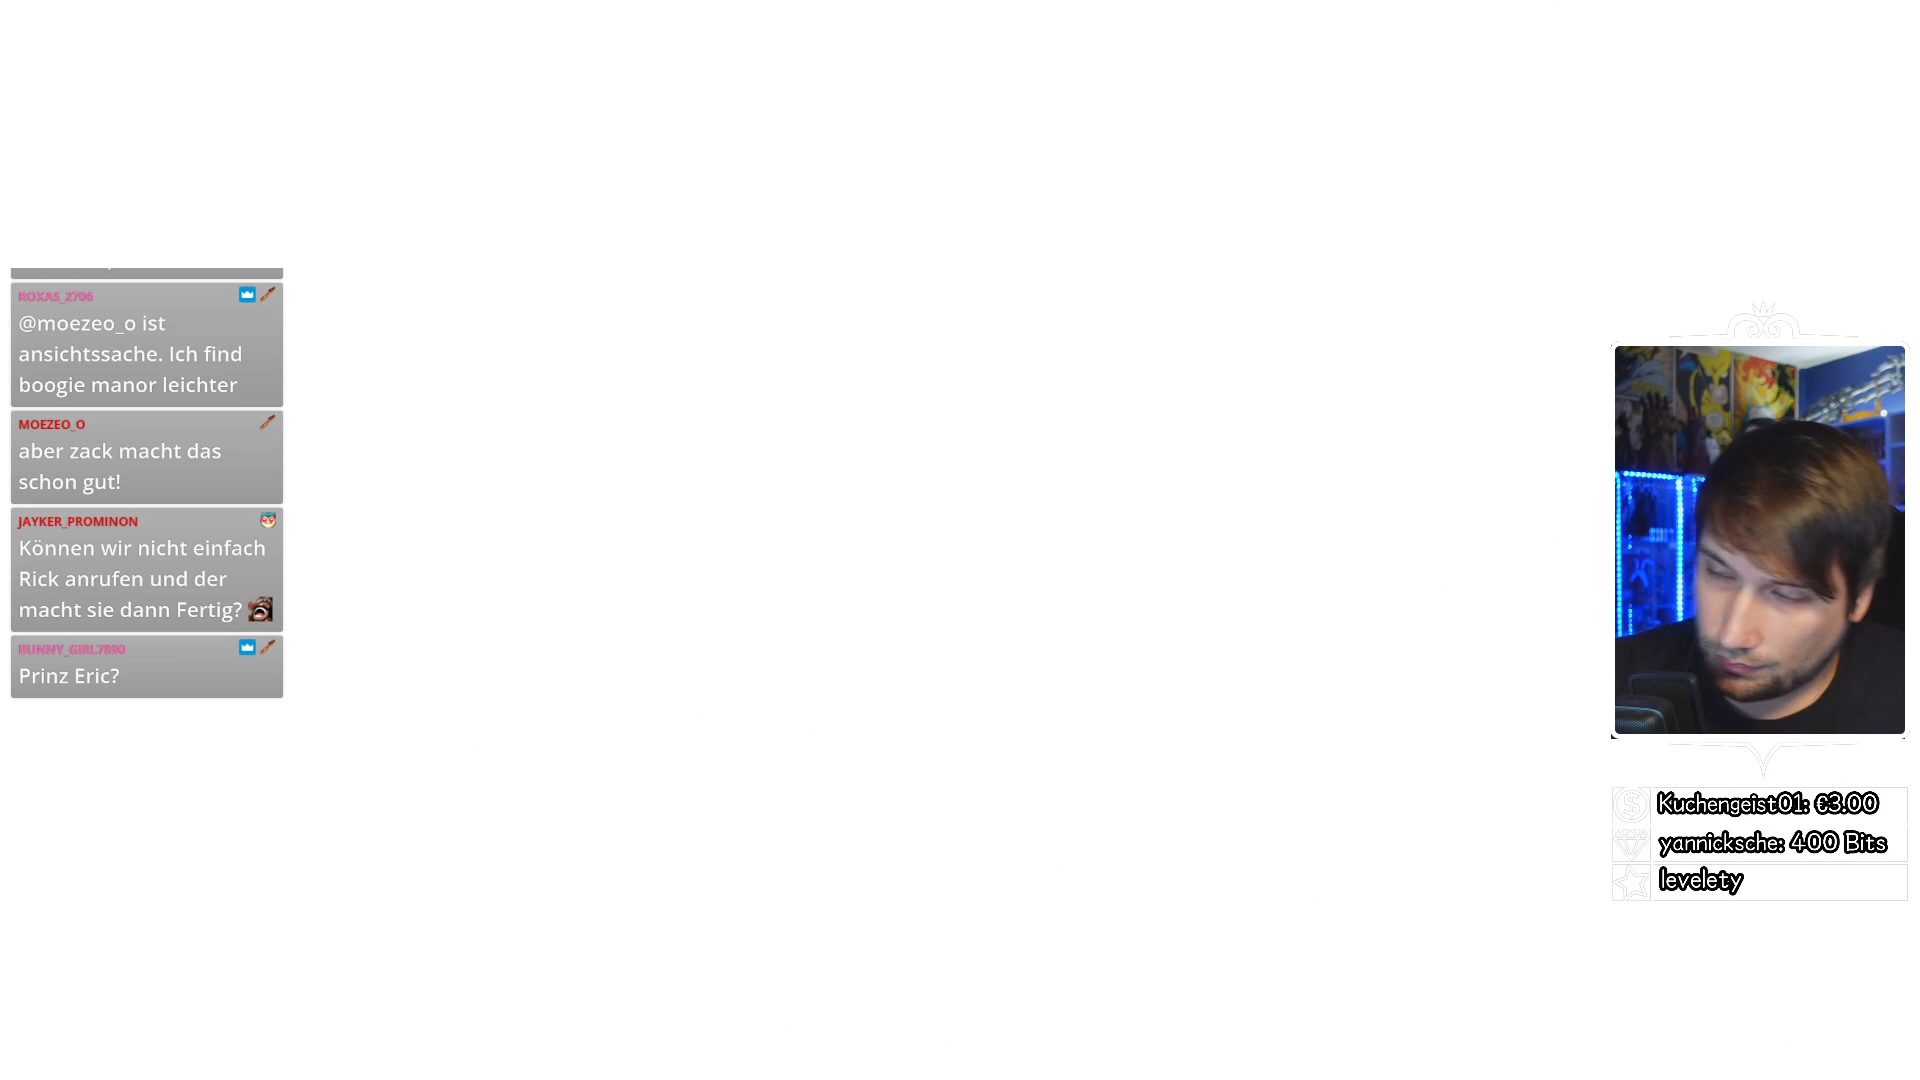 ROXAS_2706
@moezeo_o ist
ansichtssache. Ich find
boogie manor leichter
MOEZEO_O
aber zack macht das
schon gut!
JAYKER_PROMINON
Können wir nicht einfach
Rick anrufen und der
macht sie dann Fertig?
BUNNY_GIRL7890
Prinz Eric?
Kuchengeist01: €3.00
yannicksche: 400 Bits
levelety